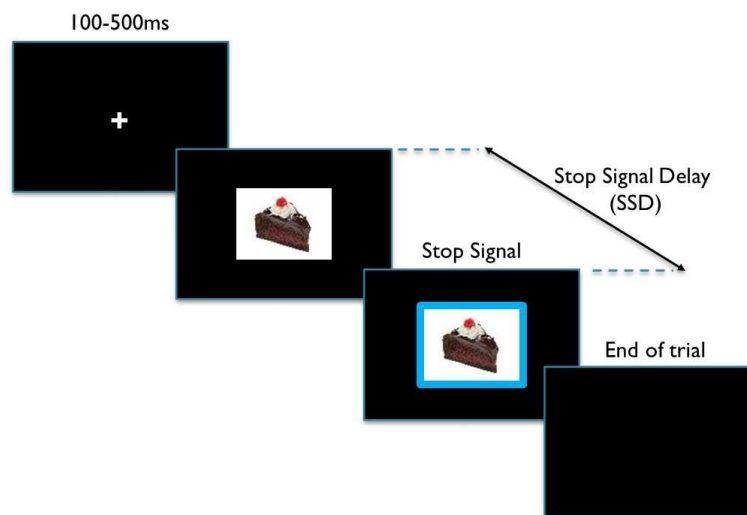 100-500ms
Stop Signal Delay
(SSD)
Stop Signal
End of trial